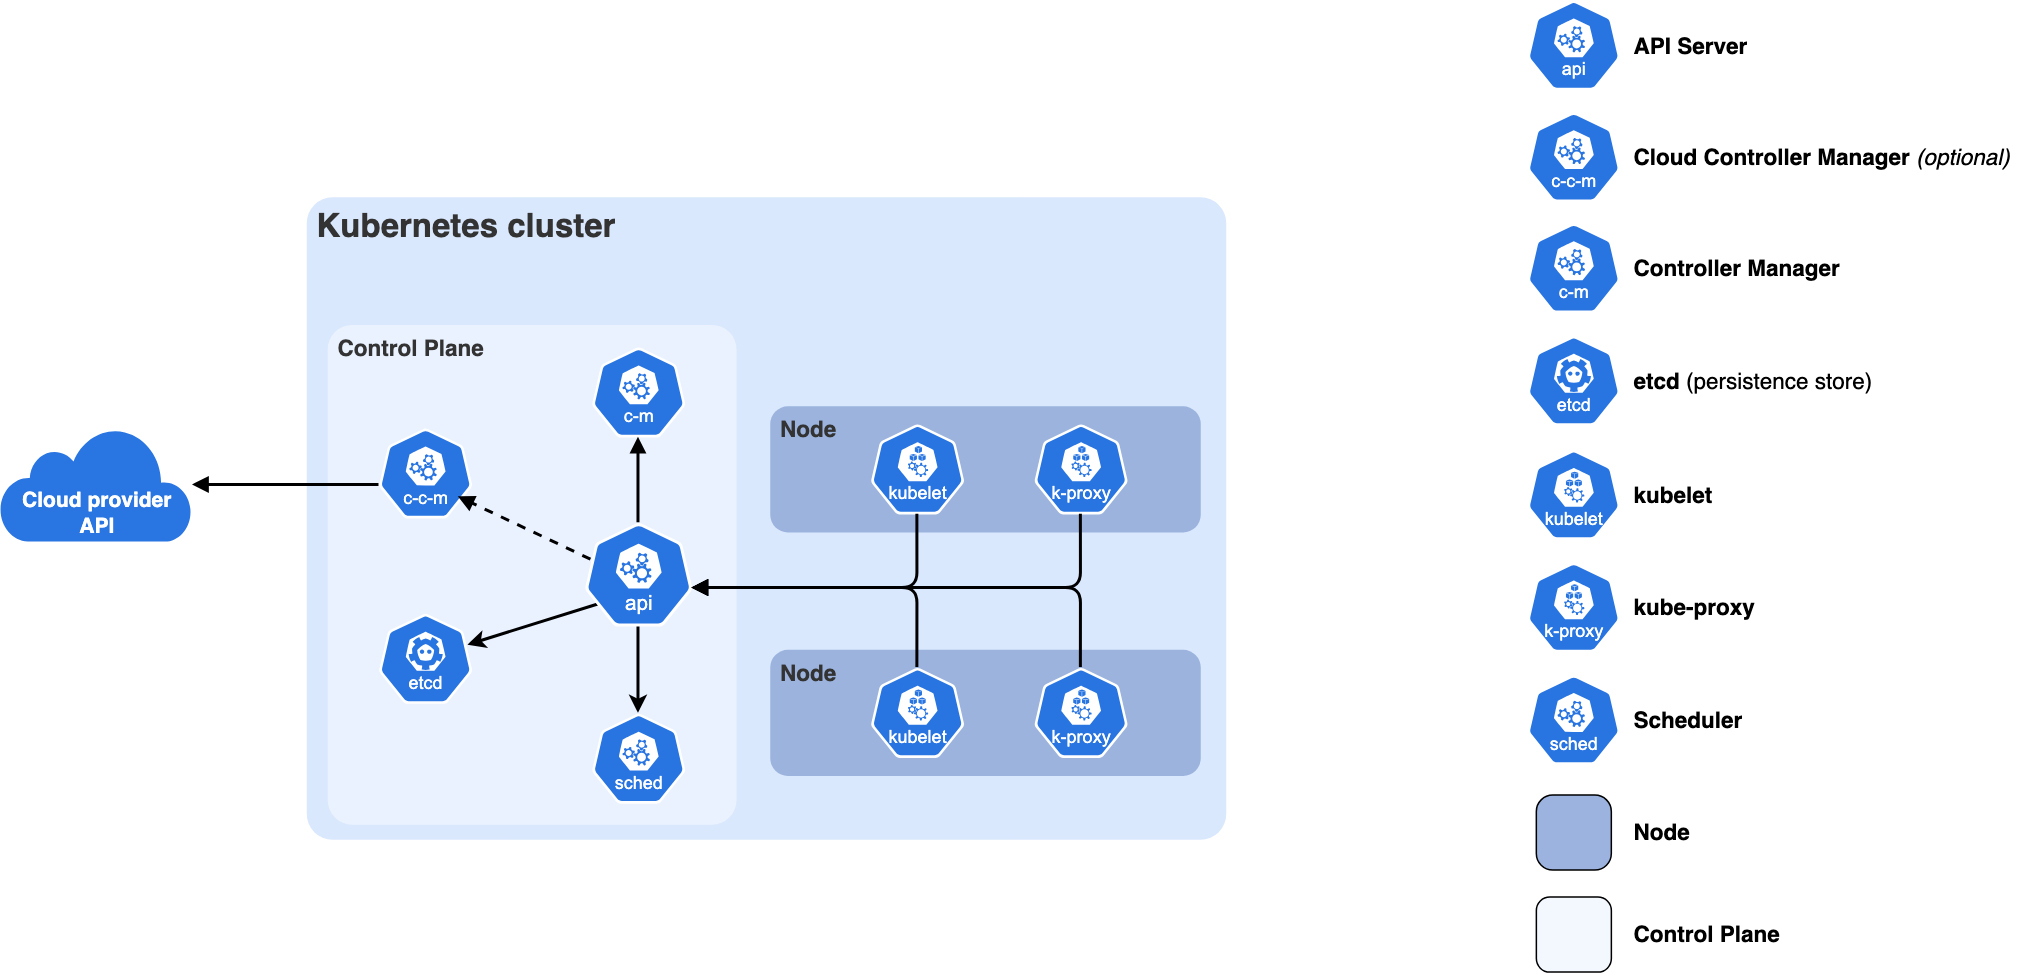 Kubernetes cluster
Control Plane
c-m
c-c-m
api
etcd
sched
Cloud provider
API
Node
kubelet
k-proxy
Node
kubelet
k-proxy
api
API Server
c-c-m
Cloud Controller Manager (optional)
c-m
Controller Manager
etcd
etcd (persistence store)
kubelet
kubelet
k-proxy
kube-proxy
sched
Scheduler
Node
Control Plane